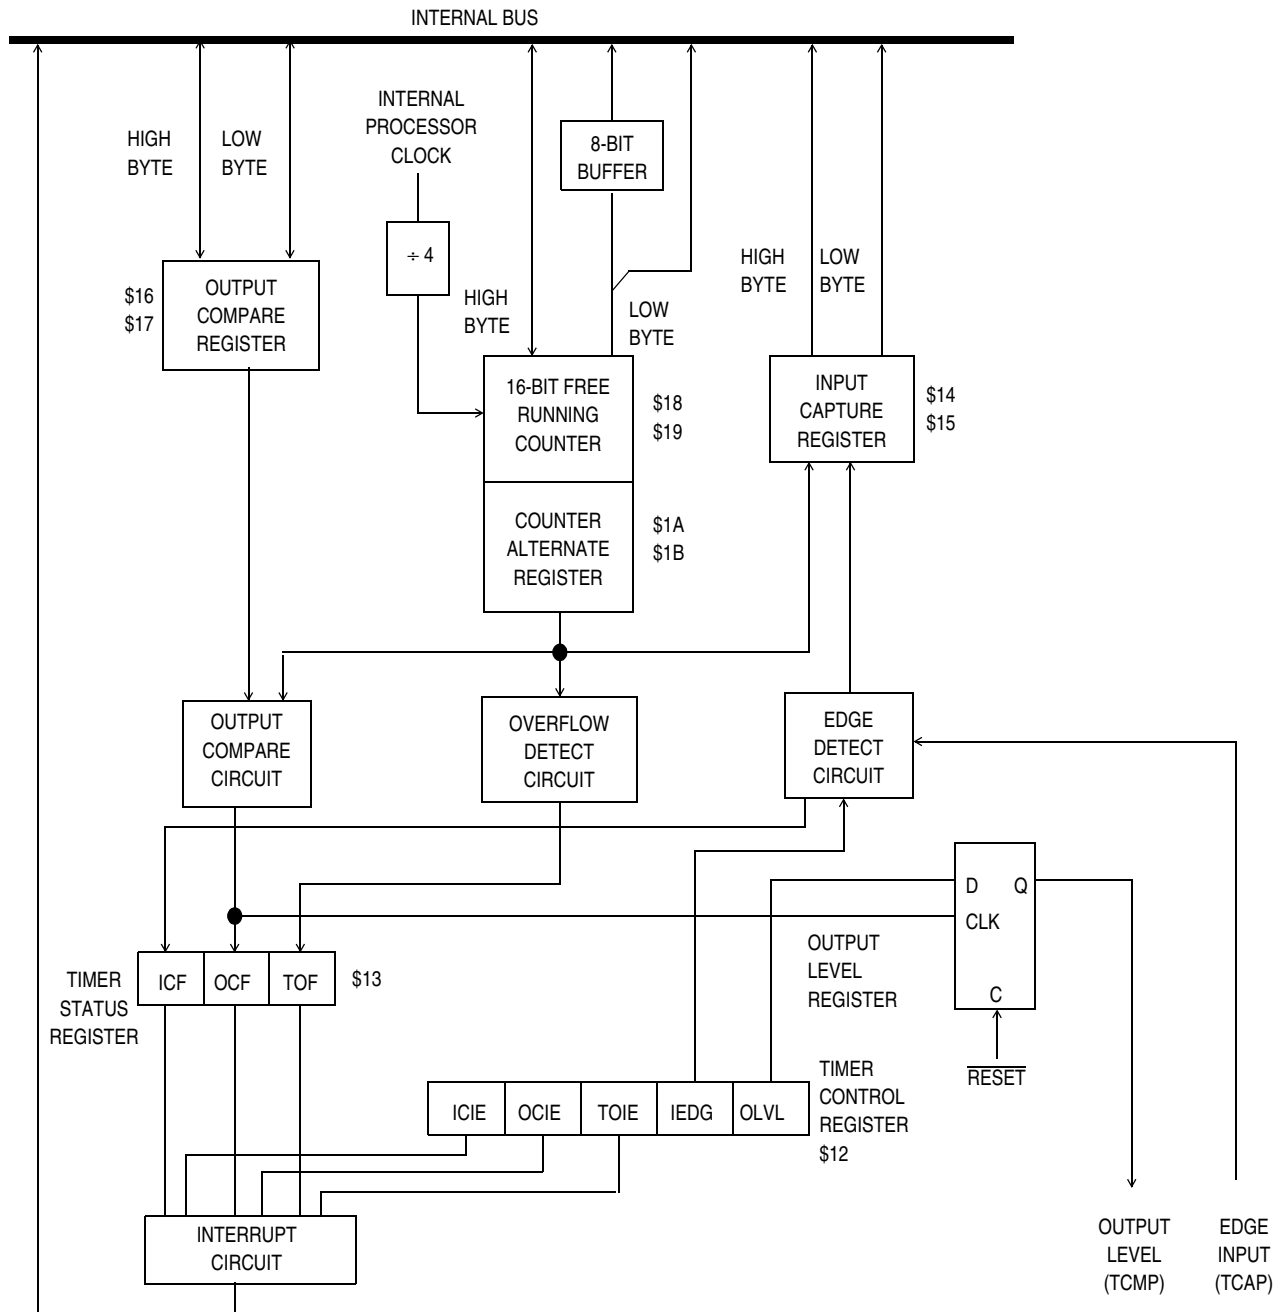 INTERNAL BUS
HIGH
BYTE
LOW
BYTE
INTERNAL
PROCESSOR
CLOCK
8-BIT
BUFFER
÷ 4
$16
$17
OUTPUT
COMPARE
REGISTER
HIGH
BYTE
LOW
BYTE
HIGH
BYTE
LOW
BYTE
16-BIT FREE
RUNNING
COUNTER
$18
$19
INPUT
CAPTURE
REGISTER
$14
$15
COUNTER
ALTERNATE
REGISTER
$1A
$1B
OUTPUT
COMPARE
CIRCUIT
OVERFLOW
DETECT
CIRCUIT
EDGE
DETECT
CIRCUIT
D Q
CLK
C
RESET
OUTPUT
LEVEL
REGISTER
TIMER
STATUS
REGISTER
ICF OCF TOF
$13
ICIE OCIE TOIE IEDG OLVL
TIMER
CONTROL
REGISTER
$12
INTERRUPT
CIRCUIT
OUTPUT
LEVEL
(TCMP)
EDGE
INPUT
(TCAP)